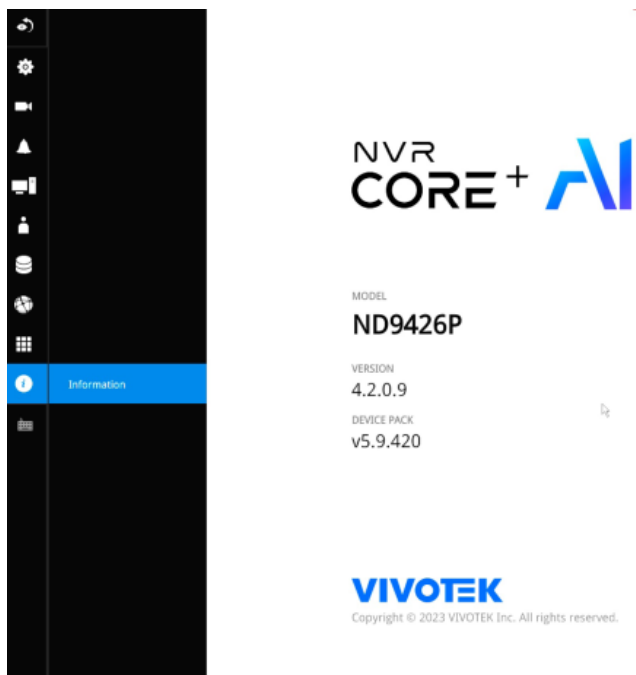 Information
NVR
CORE+ AI
MODEL
ND9426P
VERSION
4.2.0.9
DEVICE PACK
v5.9.420
VIVOTEK
Copyright © 2023 VIVOTEK Inc. All rights reserved.